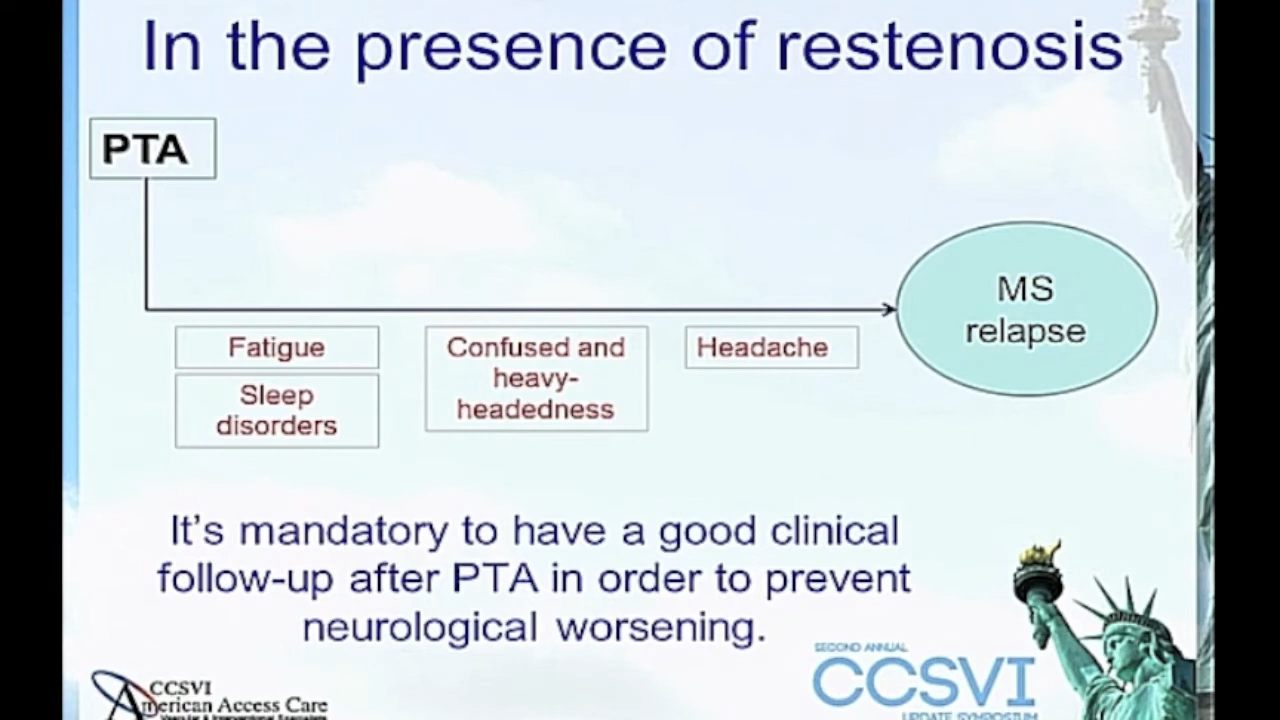 In the presence of restenosis
PTA
MS
relapse
Fatigue
Sleep
disorders
Confused and
heavy-
headedness
Headache
It's mandatory to have a good clinical
follow-up after PTA in order to prevent
neurological worsening.
CCSVI
American Access Care
SECOND ANNUAL
CCSVI
UPDATE SYMPOSIUM